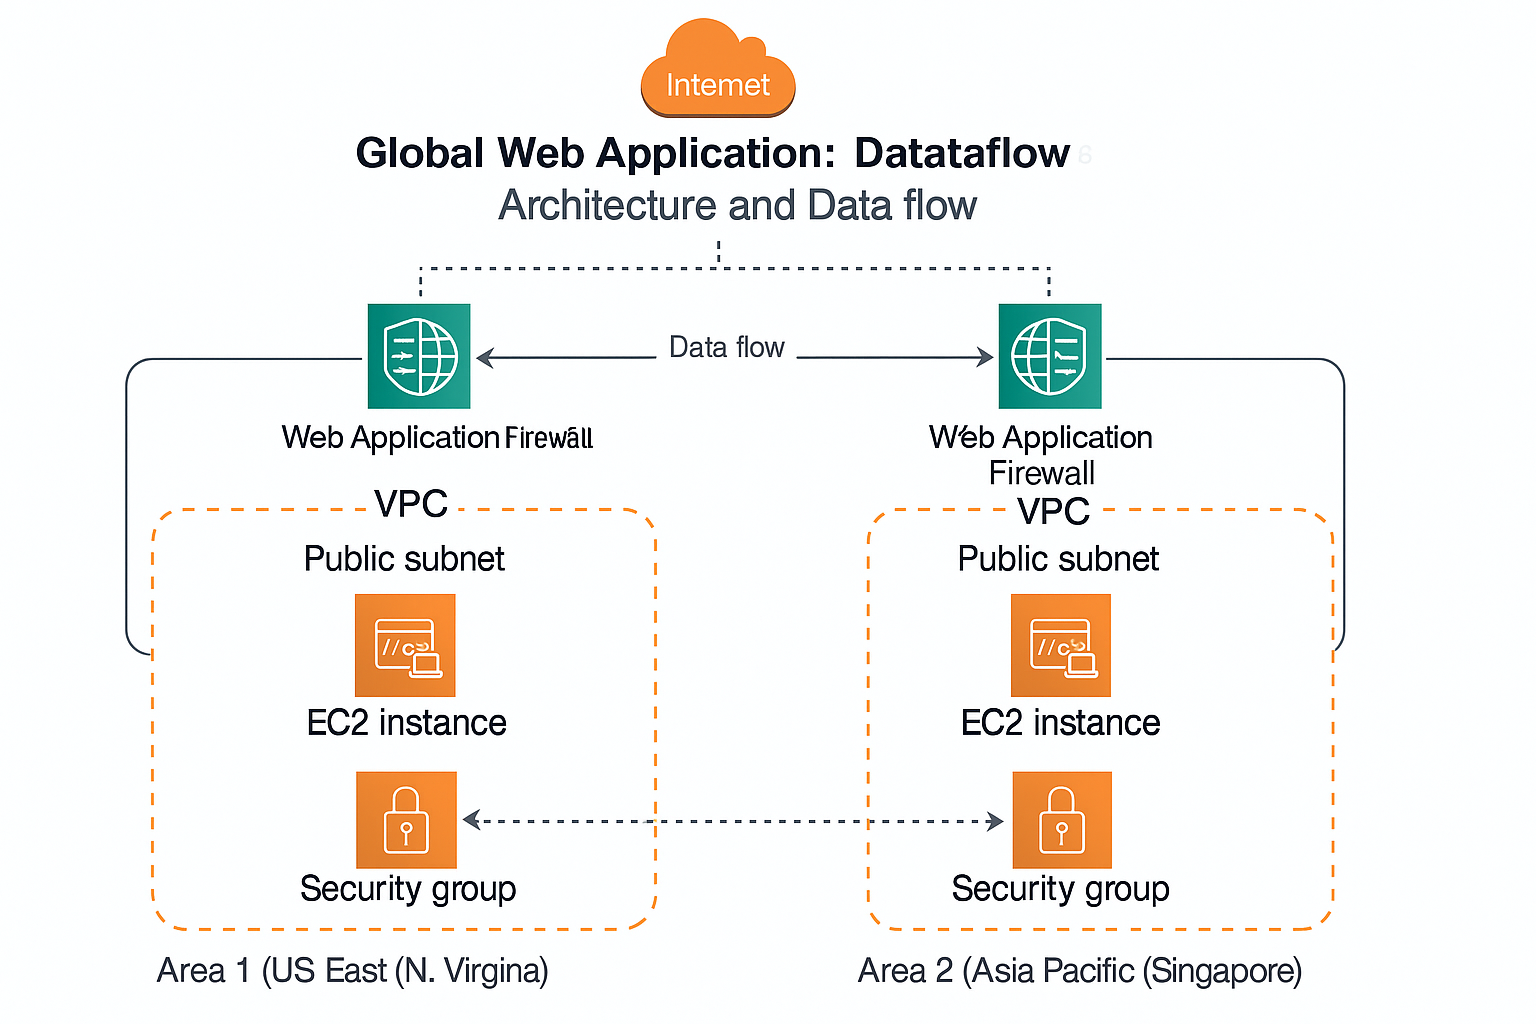 Internet
Global Web Application: Datataflow
Architecture and Data flow
Data flow
Web Application Firewall
Web Application
Firewall
VPC
VPC
Public subnet
Public subnet
EC2 instance
EC2 instance
Security group
Security group
Area 1 (US East (N. Virgina)
Area 2 (Asia Pacific (Singapore)